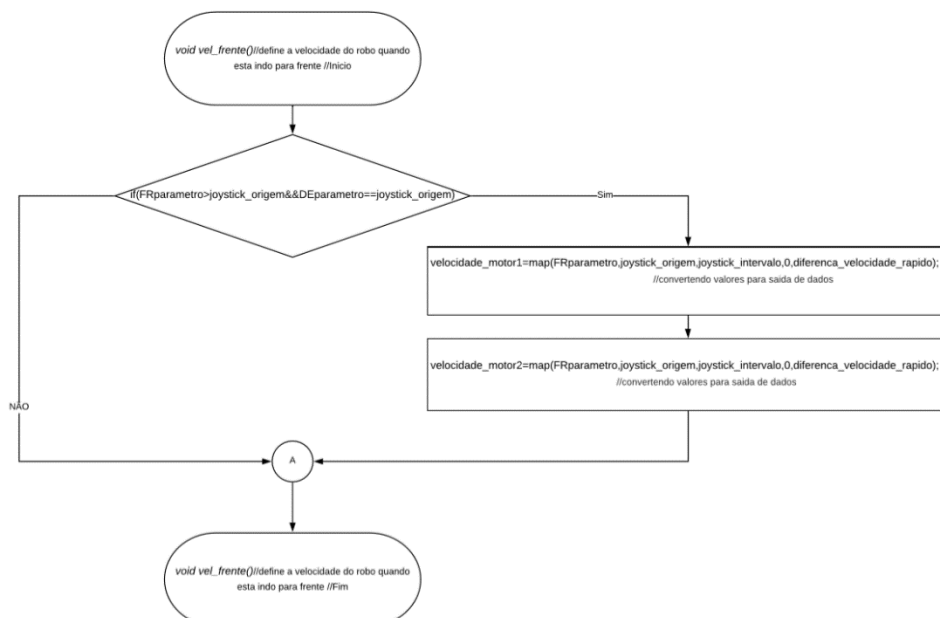 void vel_frente()//define a velocidade do robo quando
esta indo para frente //Inicio
if(FRparametro>joystick_origem&&DEparametro==joystick_origem)
Sim
velocidade_motor1=map(FRparametro,joystick_origem,joystick_intervalo,0,diferenca_velocidade_rapido);
//convertendo valores para saida de dados
velocidade_motor2=map(FRparametro,joystick_origem,joystick_intervalo,0,diferenca_velocidade_rapido);
//convertendo valores para saida de dados
NÃO
A
void vel_frente()//define a velocidade do robo quando
esta indo para frente //Fim